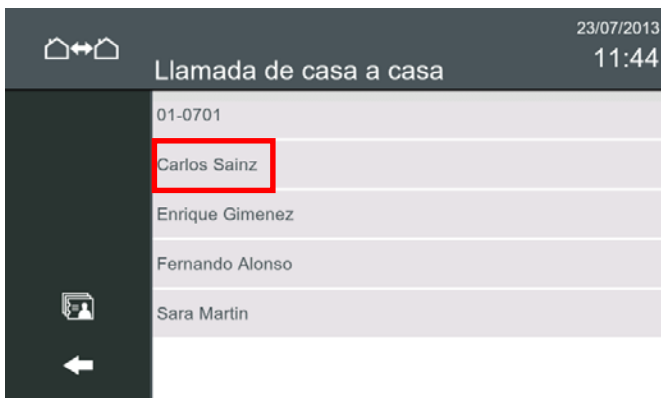 23/07/2013
11:44
Llamada de casa a casa
01-0701
Carlos Sainz
Enrique Gimenez
Fernando Alonso
Sara Martin